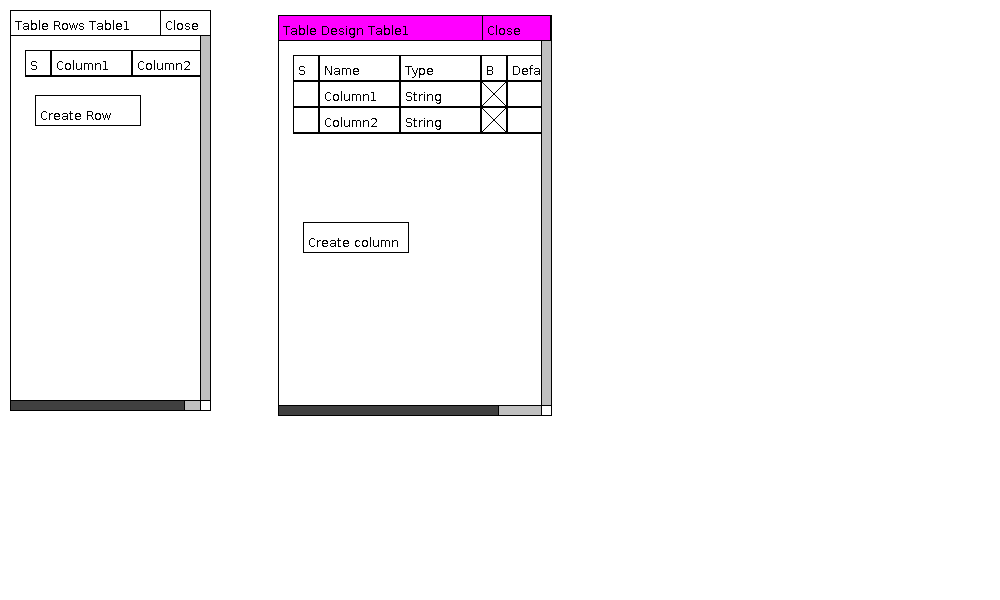 Table Rows Table1 Close
S Column1 Column2
Create Row
Table Design Table1 Close
S Name Type B Defa
Column1 String
Column2 String
Create column